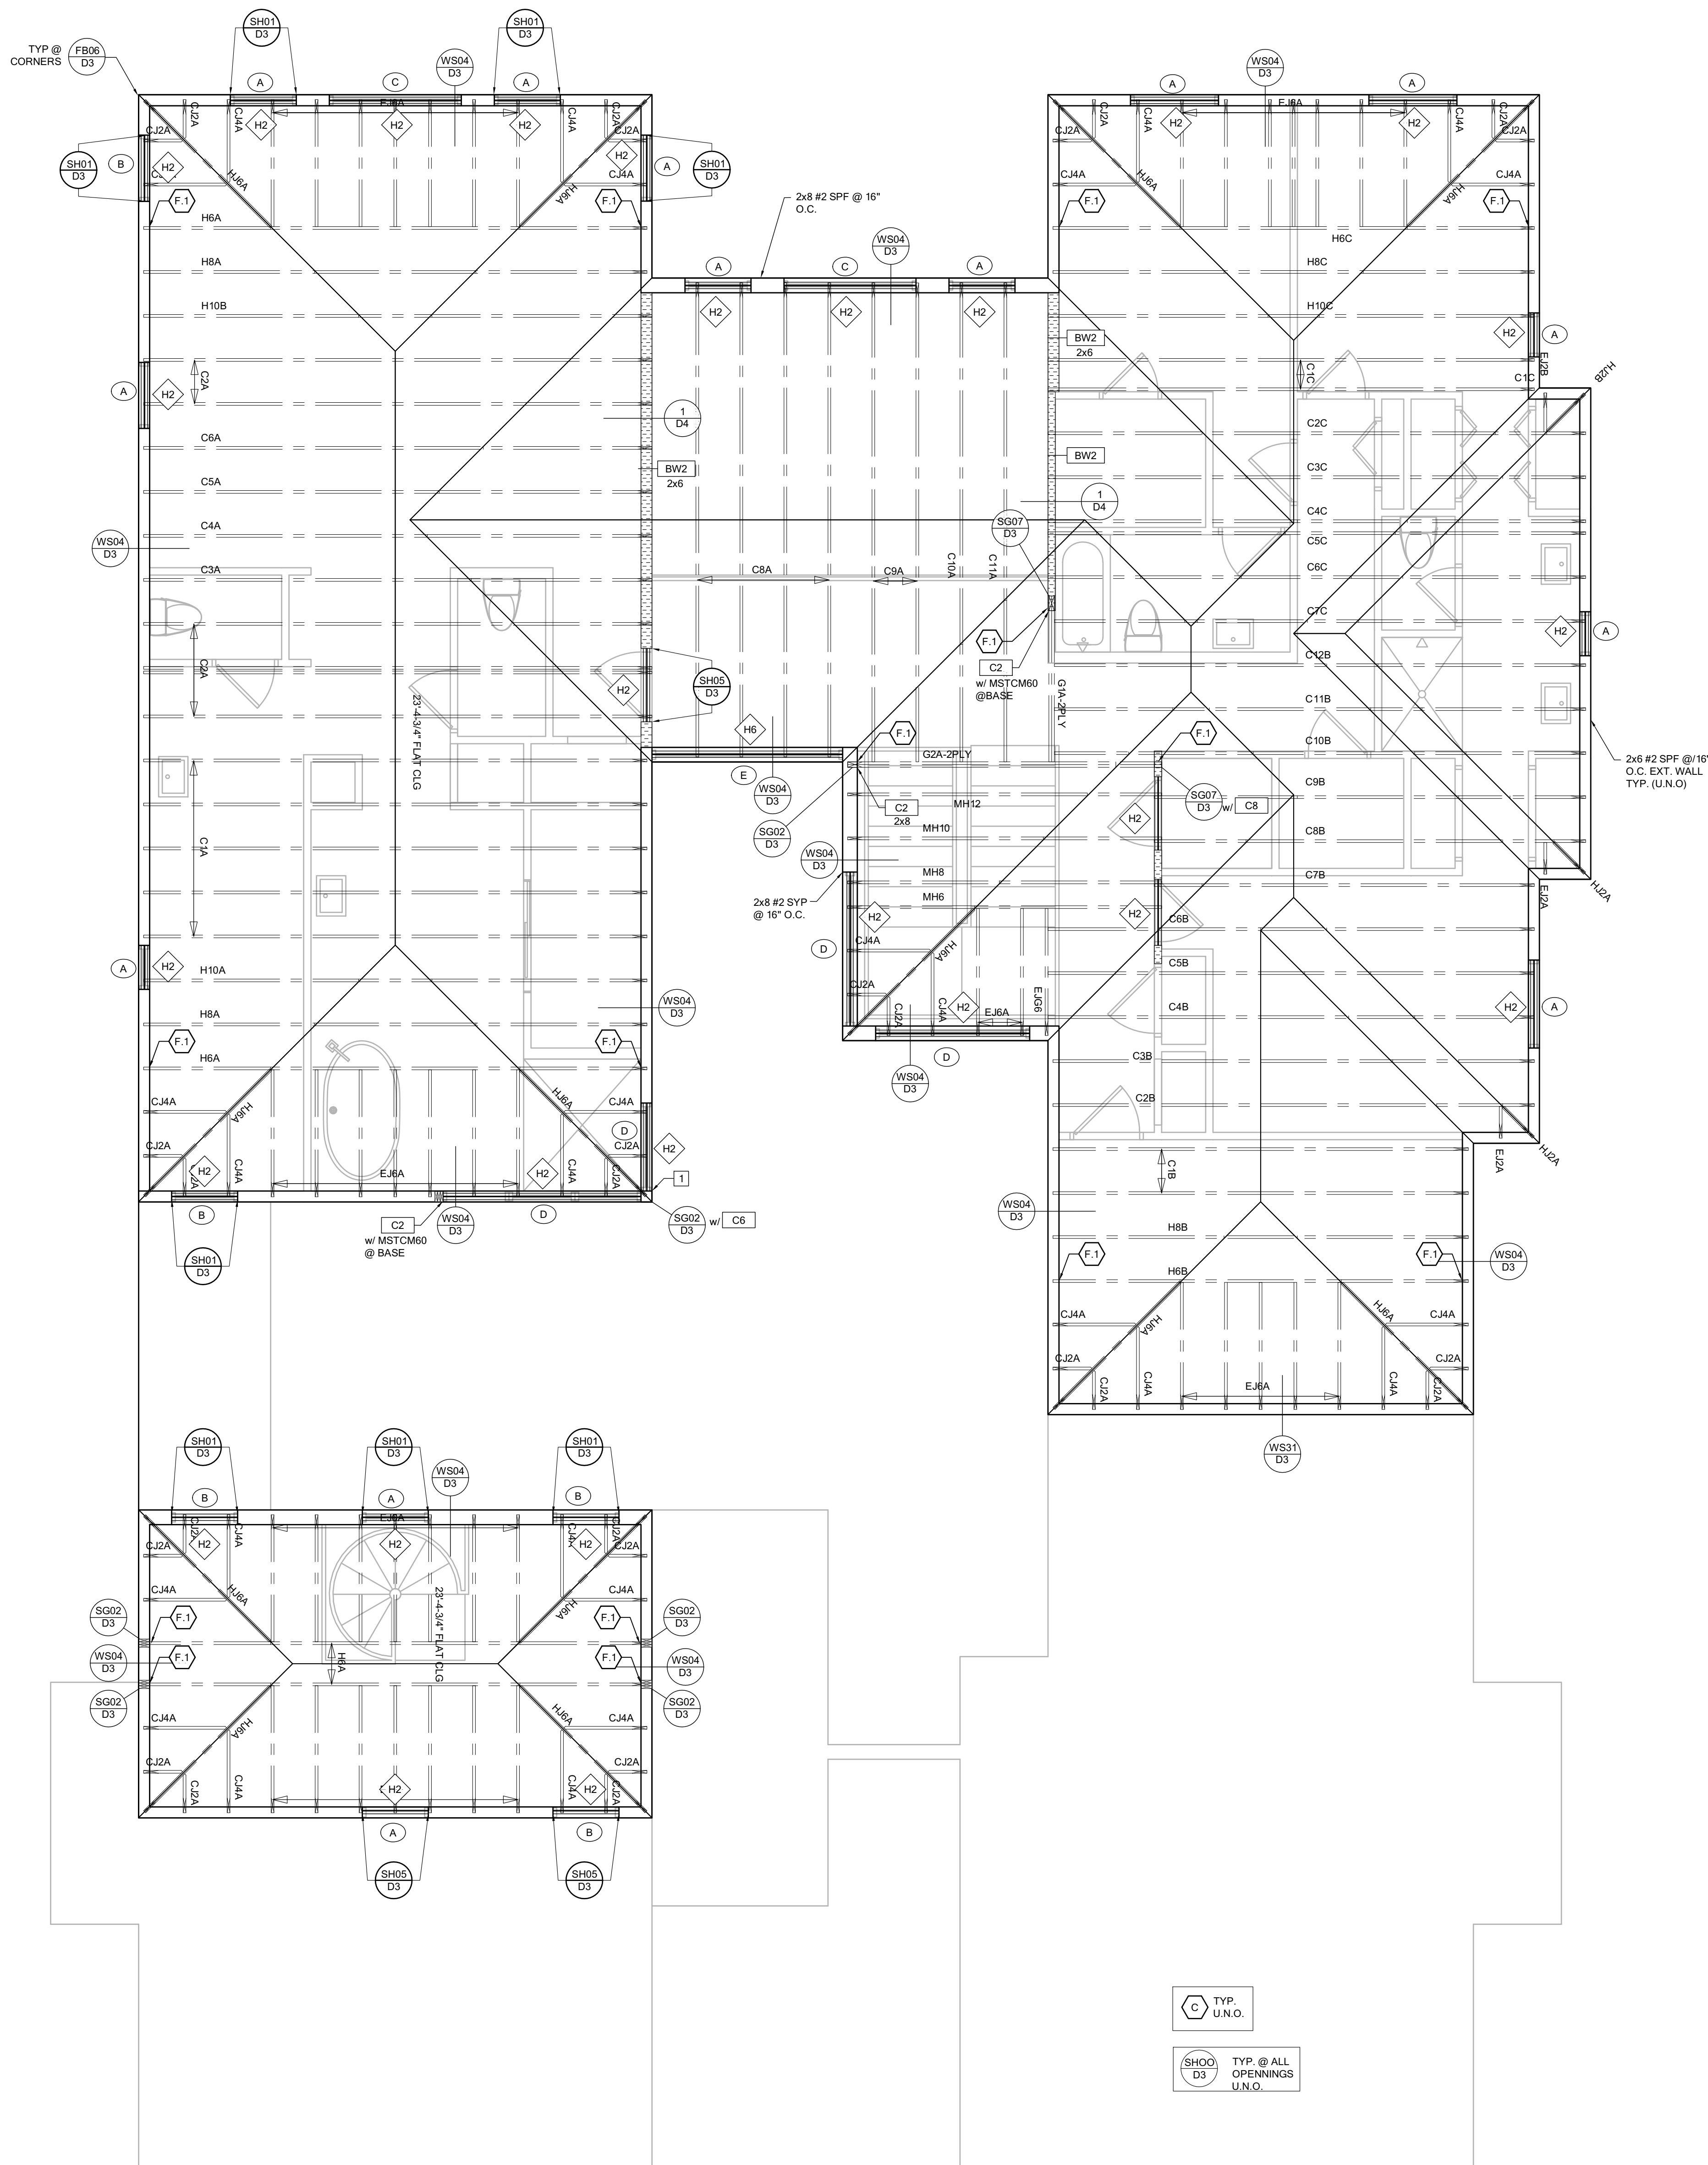 SH01
D3
SH01
D3
TYP @
CORNERS
FB06
D3
WS04
D3
WS04
D3
A
C
A
A
A
CJ2A
CJ4A
CJ4A
CJ2A
CJ2A
CJ4A
EJ8A
CJ4A
CJ2A
H2
H2
H2
H2
H2
CJ2A
CJ2A
CJ2A
CJ2A
SH01
D3
B
H2
H2
A
SH01
D3
HJ6A
HJ6A
CJ4A
CJ4A
HJ6A
HJ6A
CJ4A
F.1
F.1
2x8 #2 SPF @ 16"
O.C.
F.1
F.1
H6A
H6C
WS04
D3
H8A
A
C
A
H8C
H10B
H2
H2
H2
H10C
H2
A
BW2
2x6
EJ2B
HJ2B
C2A
C1C
C1C
A
H2
1
D4
C2C
C6A
BW2
2x6
BW2
C3C
C5A
1
D4
C4C
C4A
SG07
D3
C5C
WS04
D3
C3A
C8A
C9A
C10A
C11A
C6C
C7C
F.1
H2
A
C2A
C2
w/ MSTCM60
@BASE
C12B
H2
SH05
D3
G1A-2PLY
C11B
23'-4-3/4" FLAT CLG
H6
F.1
F.1
G2A-2PLY
C10B
E
WS04
D3
2x6 #2 SPF @/16"
O.C. EXT. WALL
TYP. (U.N.O)
C9B
C2
2x8
MH12
SG07
D3
w/
C8
SG02
D3
MH10
H2
C8B
C1A
WS04
D3
MH8
C7B
2x8 #2 SYP
@ 16" O.C.
MH6
H2
H2
C6B
EJ2A
HJ2A
D
CJ4A
HJ6A
A
H2
C5B
H10A
CJ2A
CJ2A
CJ4A
H2
EJ6A
EJG6
C4B
H2
A
WS04
D3
H8A
F.1
F.1
D
C3B
H6A
WS04
D3
C2B
CJ4A
HJ6A
HJ6A
CJ4A
D
CJ2A
CJ2A
H2
EJ2A
HJ2A
H2
CJ2A
CJ4A
EJ6A
H2
CJ4A
CJ2A
1
C1B
B
C2
w/ MSTCM60
@ BASE
WS04
D3
D
SG02
D3
w/
C6
WS04
D3
SH01
D3
H8B
F.1
F.1
WS04
D3
H6B
CJ4A
HJ6A
HJ6A
CJ4A
CJ2A
CJ2A
CJ2A
CJ4A
EJ6A
CJ4A
CJ2A
SH01
D3
SH01
D3
SH01
D3
WS04
D3
WS31
D3
B
A
B
CJ2A
CJ4A
CJ2A
H2
H2
H2
CJ2A
CJ2A
CJ4A
HJ6A
HJ6A
CJ4A
SG02
D3
F.1
23'-4-3/4" FLAT CLG
F.1
SG02
D3
WS04
D3
F.1
H6A
F.1
WS04
D3
SG02
D3
SG02
D3
CJ4A
HJ6A
HJ6A
CJ4A
CJ2A
CJ2A
CJ2A
CJ4A
H2
CJ4A
H2
CJ2A
A
B
SH05
D3
SH05
D3
C
TYP.
U.N.O.
SHOO
D3
TYP. @ ALL
OPENNINGS
U.N.O.